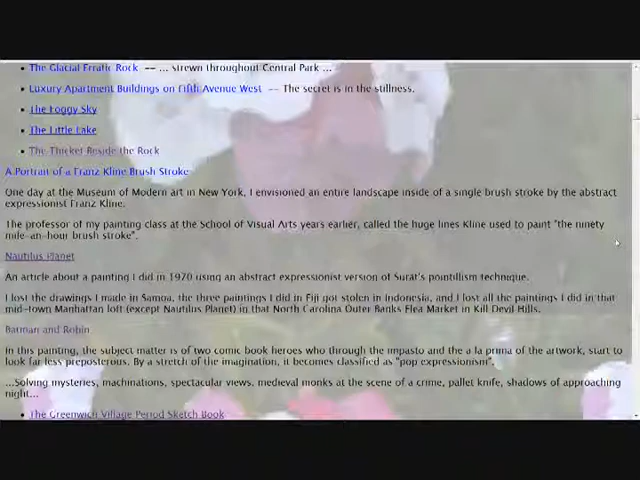 The Glacial Erratic Rock -- ... strewn throughout Central Park ...
Luxury Apartment Buildings on Fifth Avenue West -- The secret is in the stillness.
The Foggy Sky
The Little Lake
The Thicket Beside the Rock
A Portrait of a Franz Kline Brush Stroke
One day at the Museum of Modern art in New York, I envisioned an entire landscape inside of a single brush stroke by the abstract
expressionist Franz Kline.
The professor of my painting class at the School of Visual Arts years earlier, called the huge lines Kline used to paint "the ninety
mile-an-hour brush stroke".
Nautilus Planet
An article about a painting I did in 1970 using an abstract expressionist version of Surat's pointillism technique.
I lost the drawings I made in Samoa, the three paintings I did in Fiji got stolen in Indonesia, and I lost all the paintings I did in that
mid-town Manhattan loft (except Nautilus Planet) in that North Carolina Outer Banks Flea Market in Kill Devil Hills.
Batman and Robin
In this painting, the subject matter is of two comic book heroes who through the impasto and the a la prima of the artwork, start to
look far less preposterous. By a stretch of the imagination, it becomes classified as "pop expressionism".
...Solving mysteries, machinations, spectacular views, medieval monks at the scene of a crime, pallet knife, shadows of approaching
night...
The Greenwich Village Period Sketch Book